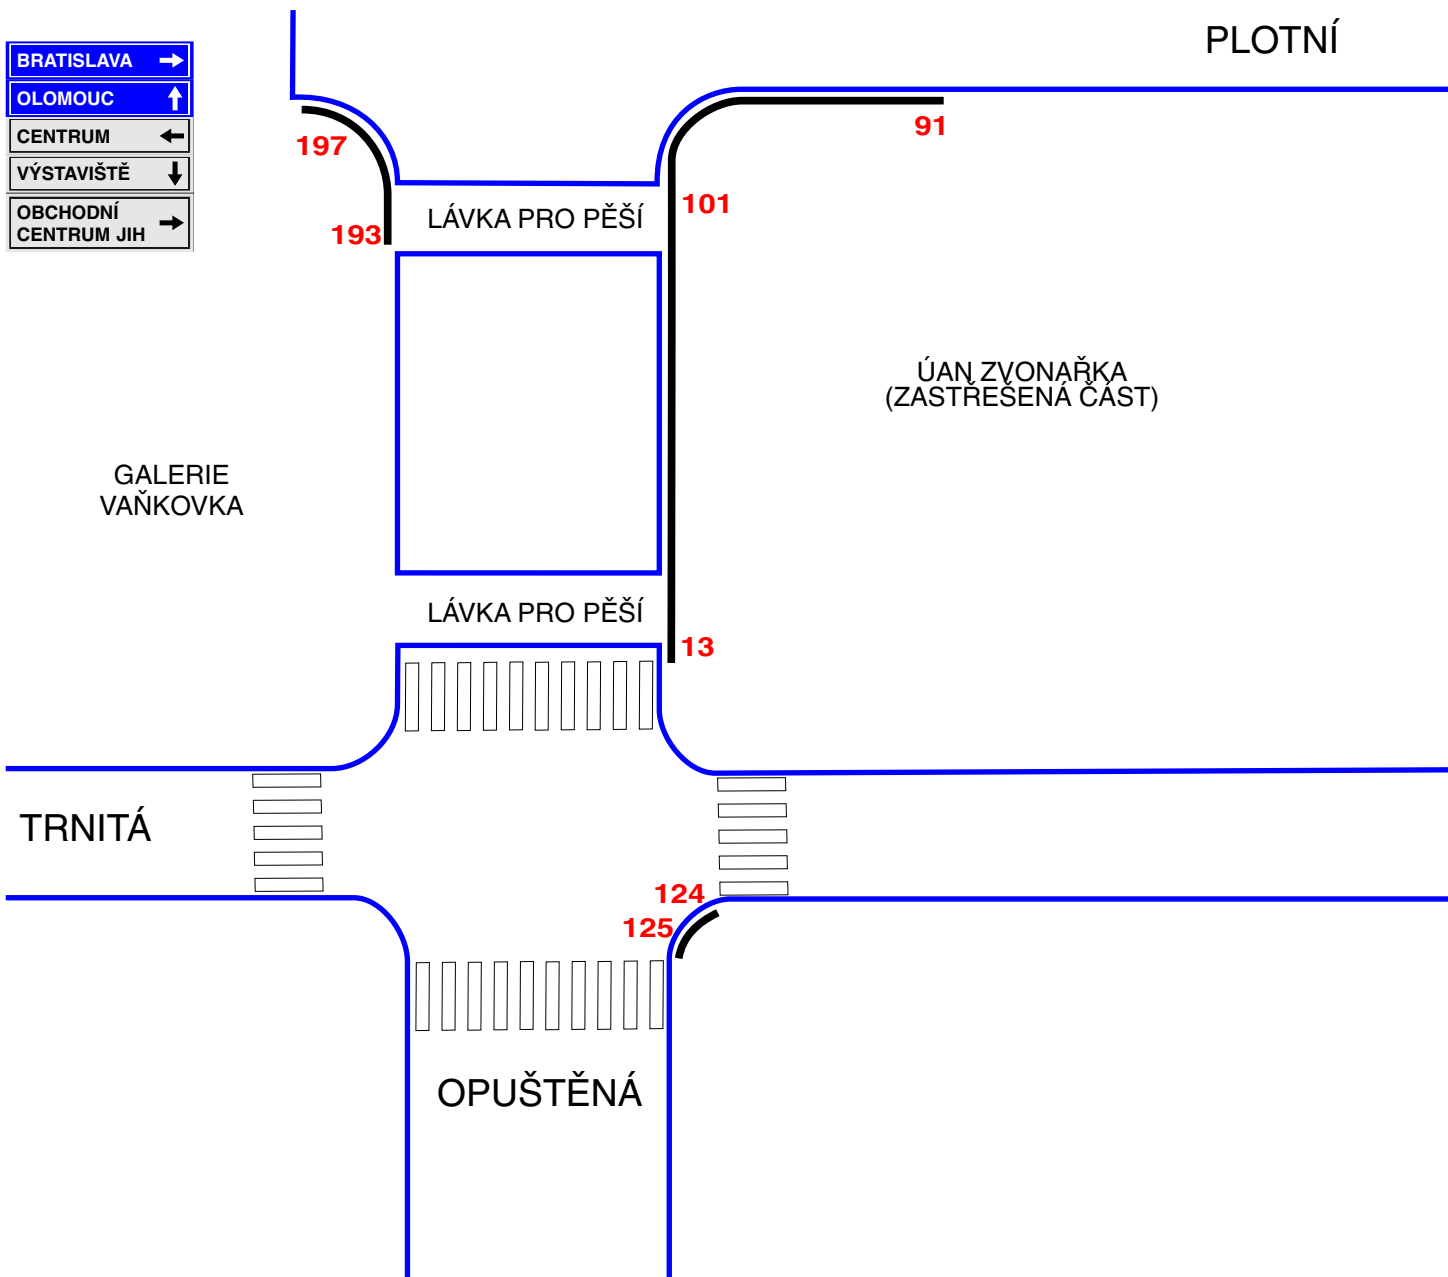 PLOTNÍ
BRATISLAVA →
OLOMOUC ↑
CENTRUM ←
VÝSTAVIŠTĚ ↓
OBCHODNÍ
CENTRUM JIH →
91
197
101
LÁVKA PRO PĚŠÍ
193
ÚAN ZVONAŘKA
(ZASTŘEŠENÁ ČÁST)
GALERIE
VAŇKOVKA
LÁVKA PRO PĚŠÍ
13
TRNITÁ
124
125
OPUŠTĚNÁ